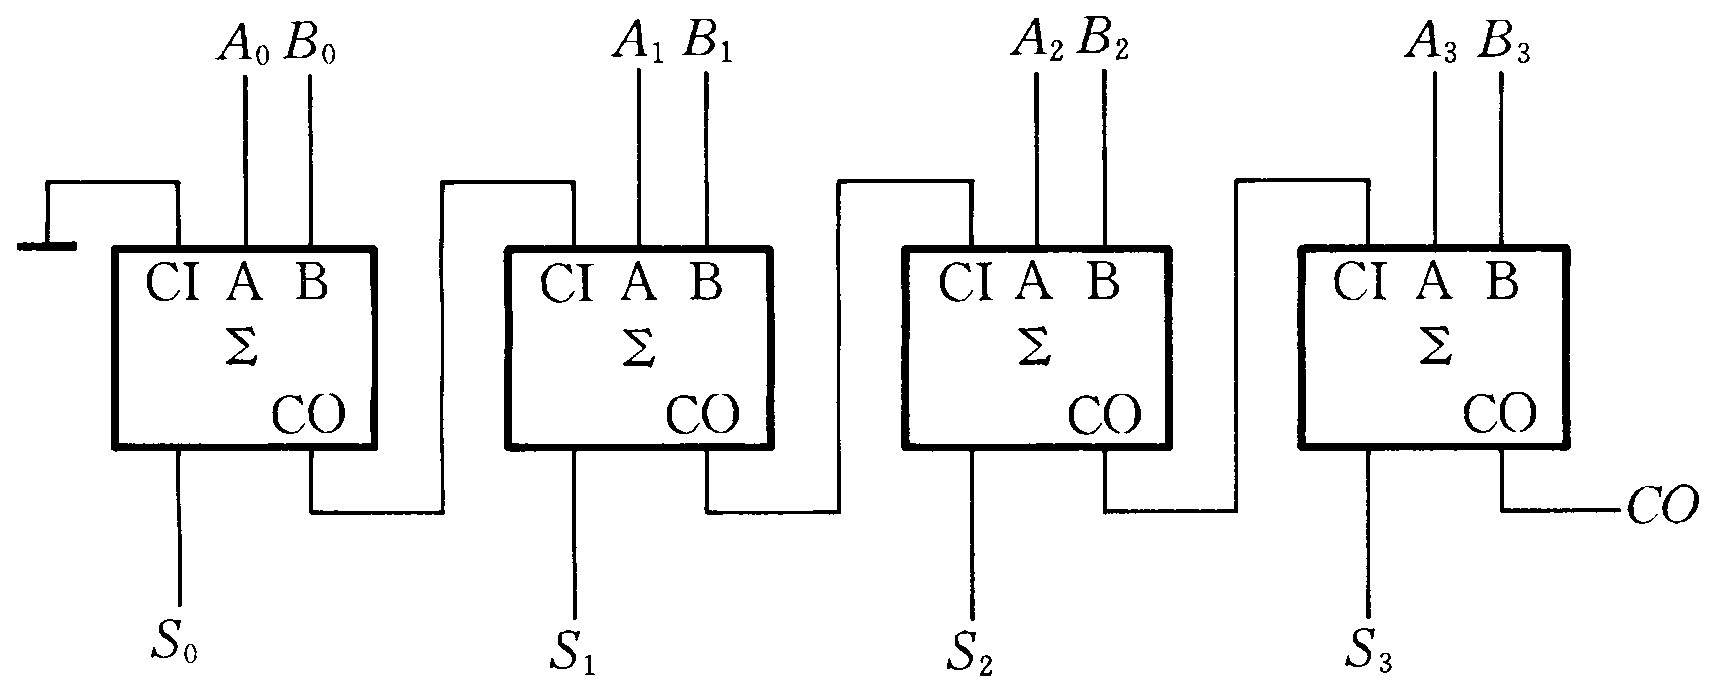 A₀ B₀ A₁ B₁ A₂ B₂ A₃ B₃
CI A B CI A B CI A B CI A B
Σ Σ Σ Σ
CO CO CO CO
CO
S₀ S₁ S₂ S₃